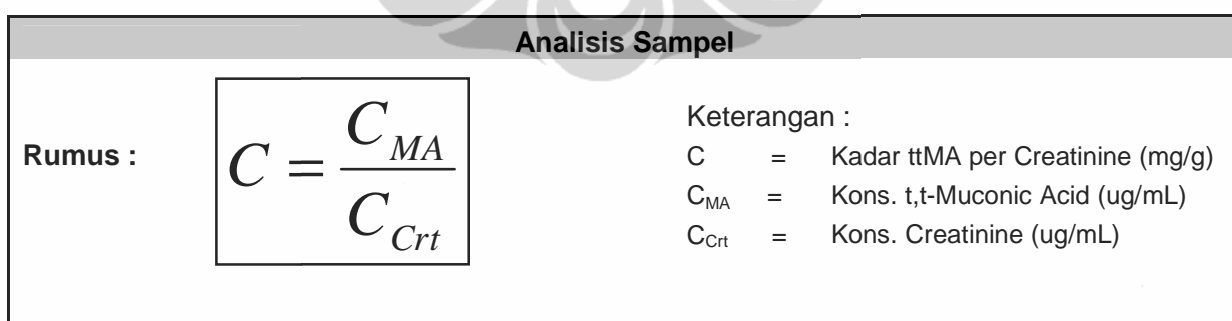 Analisis Sampel
Rumus :
C = C_MA / C_Crt
Keterangan :
C = Kadar ttMA per Creatinine (mg/g)
C_MA = Kons. t,t-Muconic Acid (ug/mL)
C_Crt = Kons. Creatinine (ug/mL)